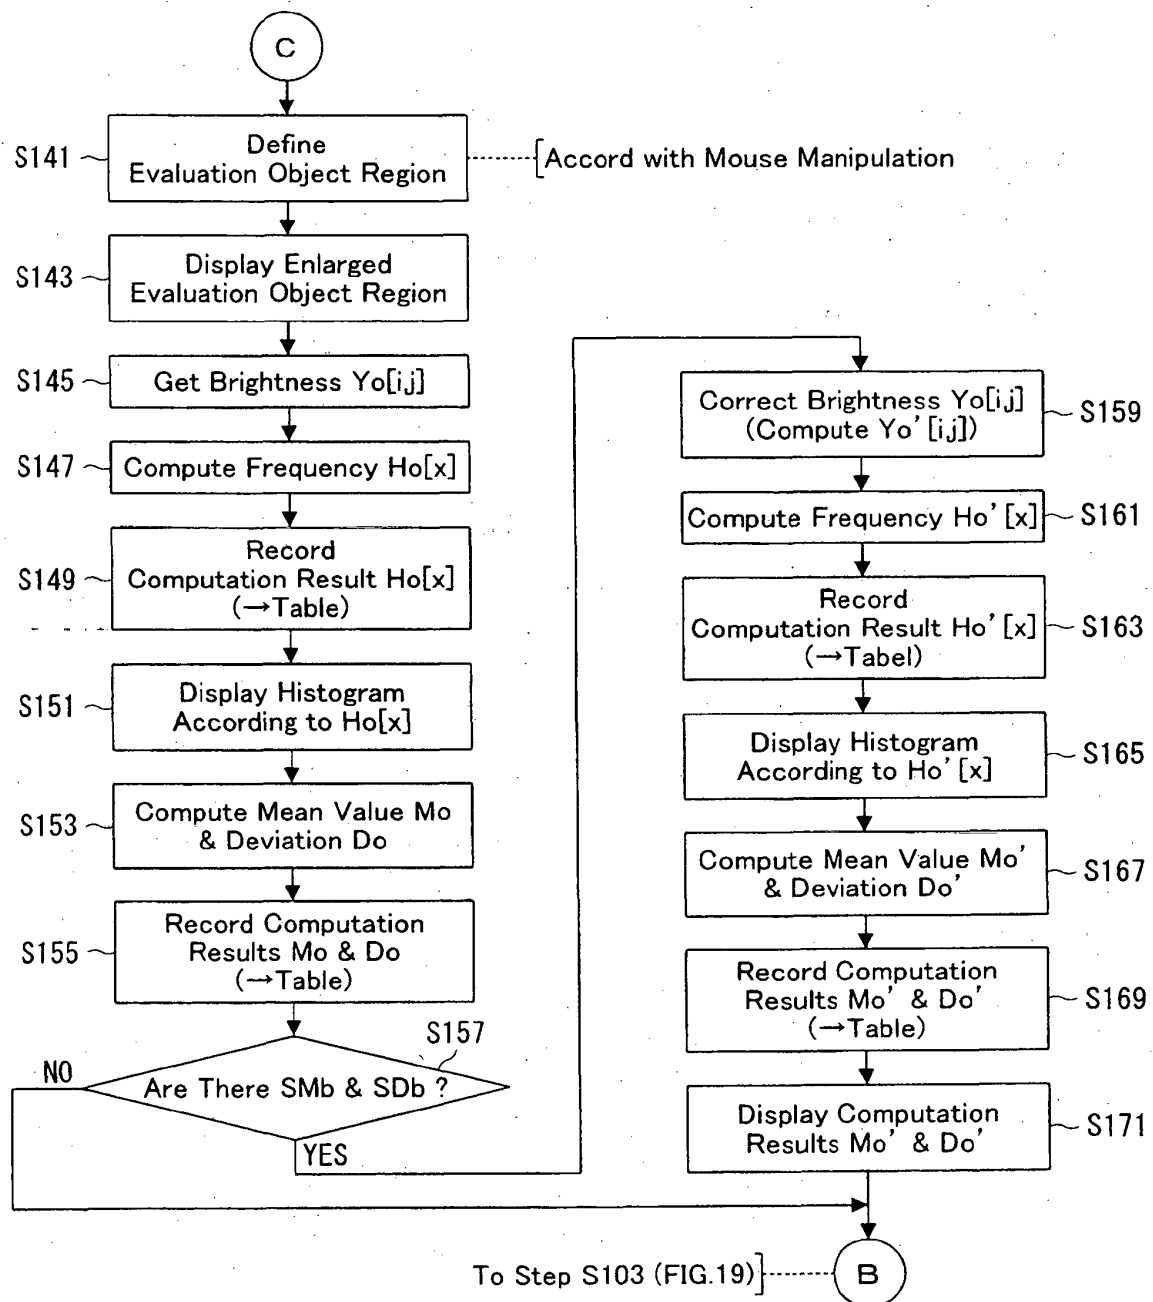 C
S141
Define
Evaluation Object Region
Accord with Mouse Manipulation
S143
Display Enlarged
Evaluation Object Region
S145
Get Brightness Yo[i,j]
S147
Compute Frequency Ho[x]
S149
Record
Computation Result Ho[x]
(→Table)
S151
Display Histogram
According to Ho[x]
S153
Compute Mean Value Mo
& Deviation Do
S155
Record Computation
Results Mo & Do
(→Table)
S157
NO
Are There SMb & SDb ?
YES
Correct Brightness Yo[i,j]
(Compute Yo'[i,j])
S159
Compute Frequency Ho'[x]
S161
Record
Computation Result Ho'[x]
(→Tabel)
S163
Display Histogram
According to Ho'[x]
S165
Compute Mean Value Mo'
& Deviation Do'
S167
Record Computation
Results Mo' & Do'
(→Table)
S169
Display Computation
Results Mo' & Do'
S171
To Step S103 (FIG.19)
B